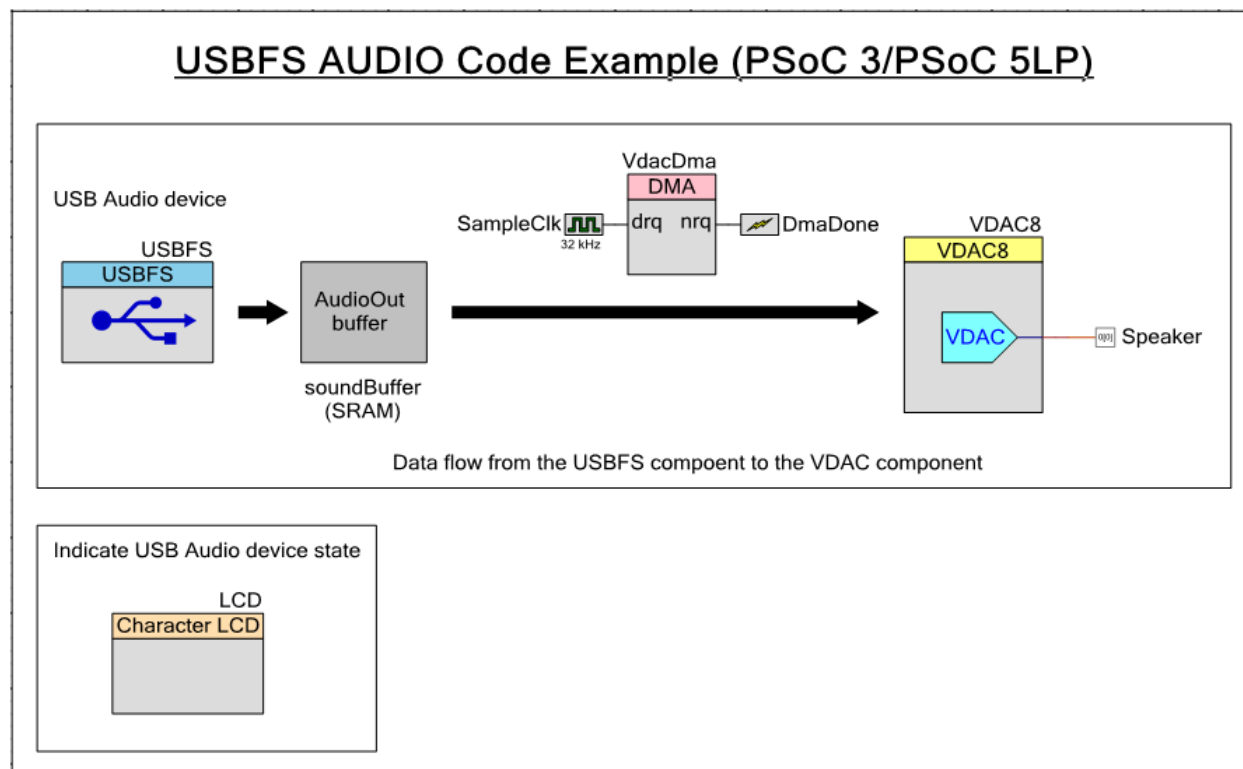 USBFS AUDIO Code Example (PSoC 3/PSoC 5LP)
USB Audio device
USBFS
USBFS
AudioOut
buffer
soundBuffer
(SRAM)
VdacDma
DMA
SampleClk
32 kHz
drq
nrq
DmaDone
VDAC8
VDAC8
VDAC
0[0]
Speaker
Data flow from the USBFS compoent to the VDAC component
Indicate USB Audio device state
LCD
Character LCD